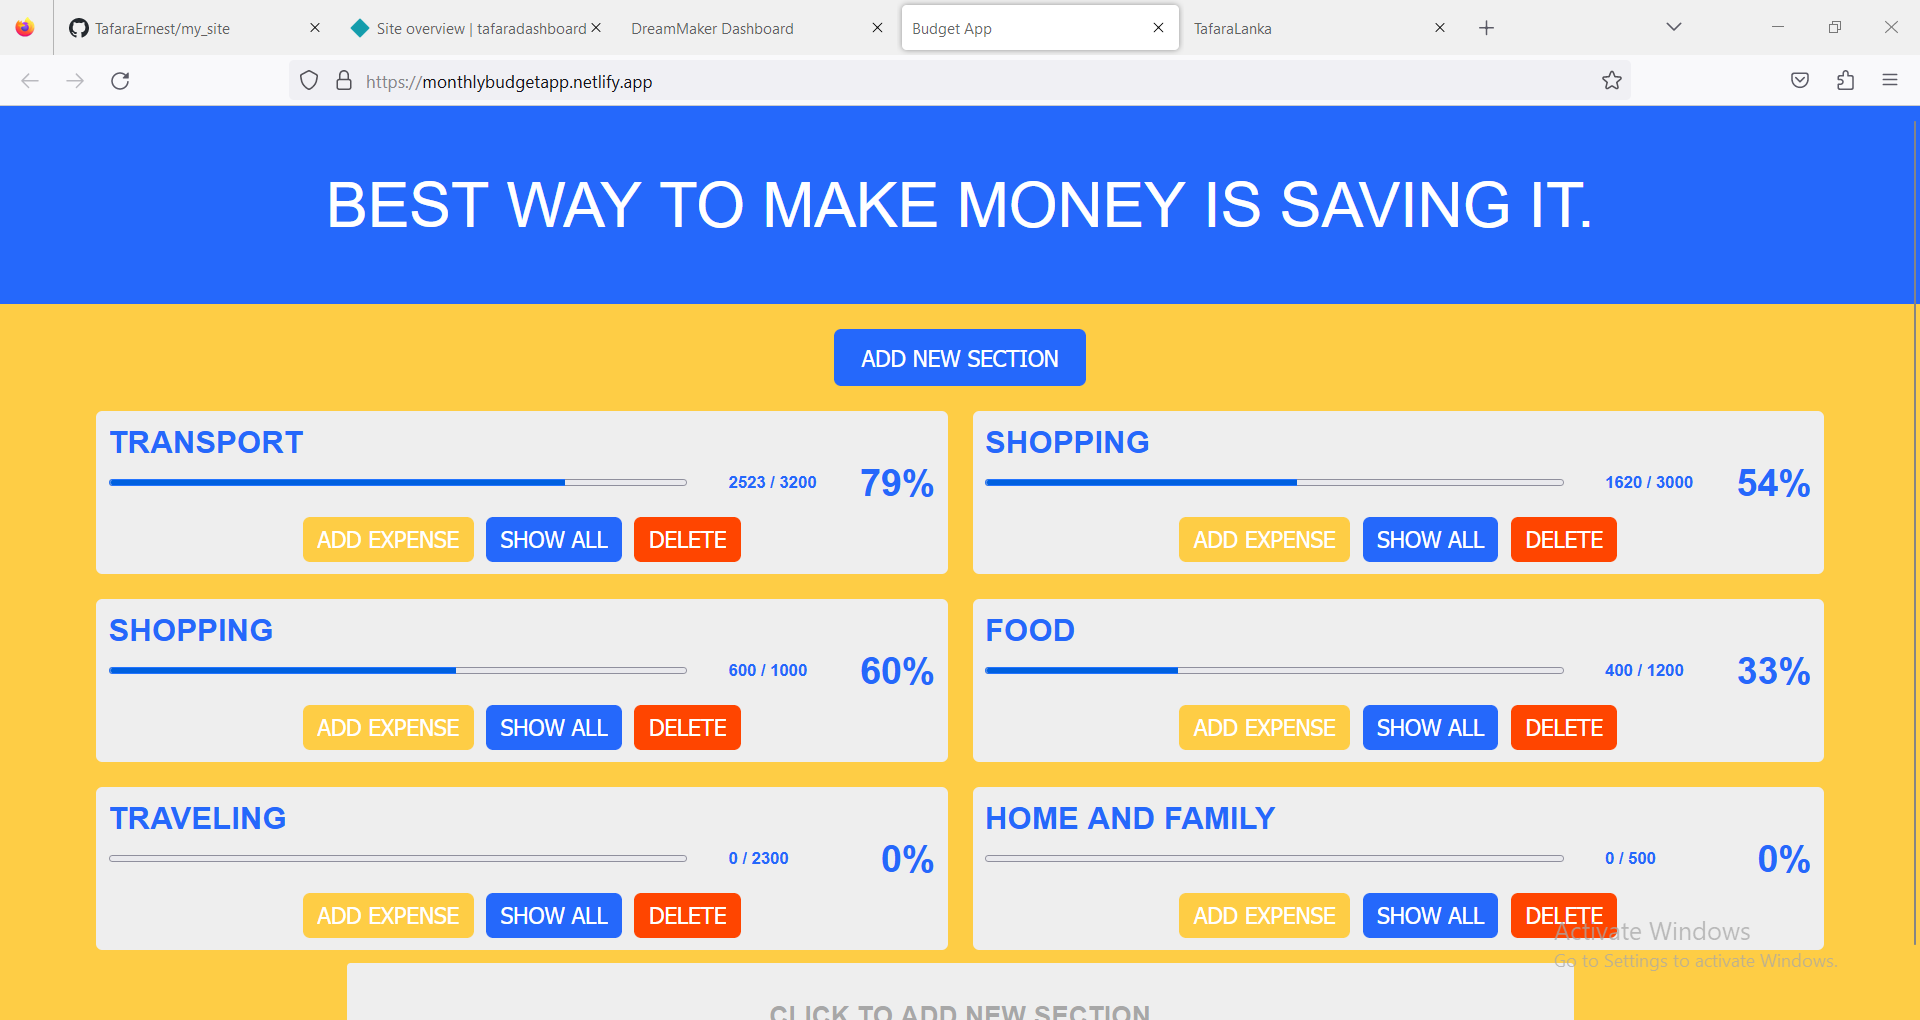 TafaraErnest/my_site
Site overview | tafaradashboard
DreamMaker Dashboard
Budget App
TafaraLanka
https://monthlybudgetapp.netlify.app
BEST WAY TO MAKE MONEY IS SAVING IT.
ADD NEW SECTION
TRANSPORT
2523 / 3200
79%
ADD EXPENSE
SHOW ALL
DELETE
SHOPPING
1620 / 3000
54%
ADD EXPENSE
SHOW ALL
DELETE
SHOPPING
600 / 1000
60%
ADD EXPENSE
SHOW ALL
DELETE
FOOD
400 / 1200
33%
ADD EXPENSE
SHOW ALL
DELETE
TRAVELING
0 / 2300
0%
ADD EXPENSE
SHOW ALL
DELETE
HOME AND FAMILY
0 / 500
0%
ADD EXPENSE
SHOW ALL
DELETE
Activate Windows
Go to Settings to activate Windows.
CLICK TO ADD NEW SECTION